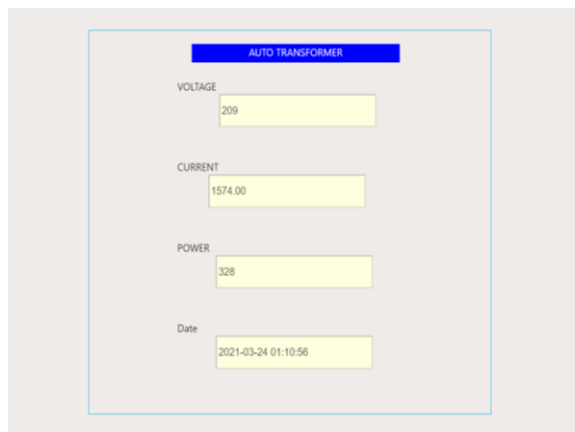 AUTO TRANSFORMER
VOLTAGE
209
CURRENT
1574.00
POWER
328
Date
2021-03-24 01:10:56